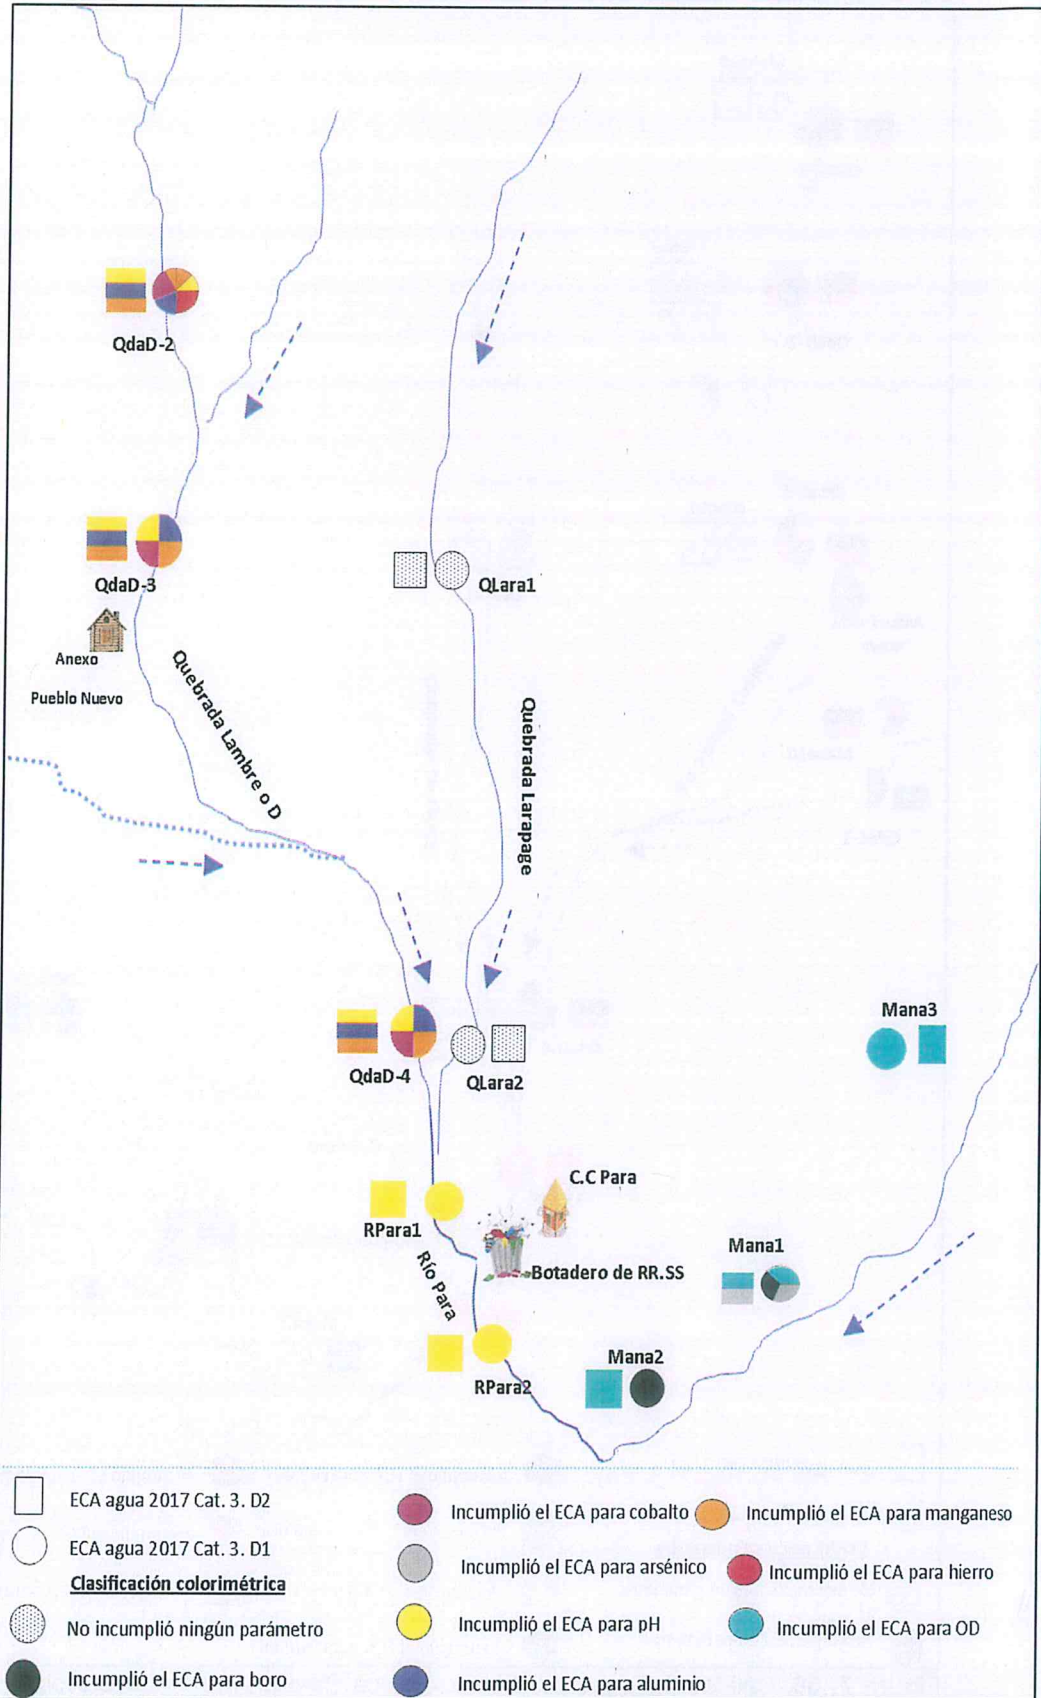 QdaD-2
QdaD-3
QLara1
Anexo
Pueblo Nuevo
Quebrada Lambre o D
Quebrada Larapage
Mana3
QdaD-4
QLara2
C.C Para
RPara1
Mana1
Botadero de RR.SS
Río Para
Mana2
RPara2
ECA agua 2017 Cat. 3. D2
ECA agua 2017 Cat. 3. D1
Clasificación colorimétrica
No incumplió ningún parámetro
Incumplió el ECA para boro
Incumplió el ECA para cobalto
Incumplió el ECA para manganeso
Incumplió el ECA para arsénico
Incumplió el ECA para hierro
Incumplió el ECA para pH
Incumplió el ECA para OD
Incumplió el ECA para aluminio